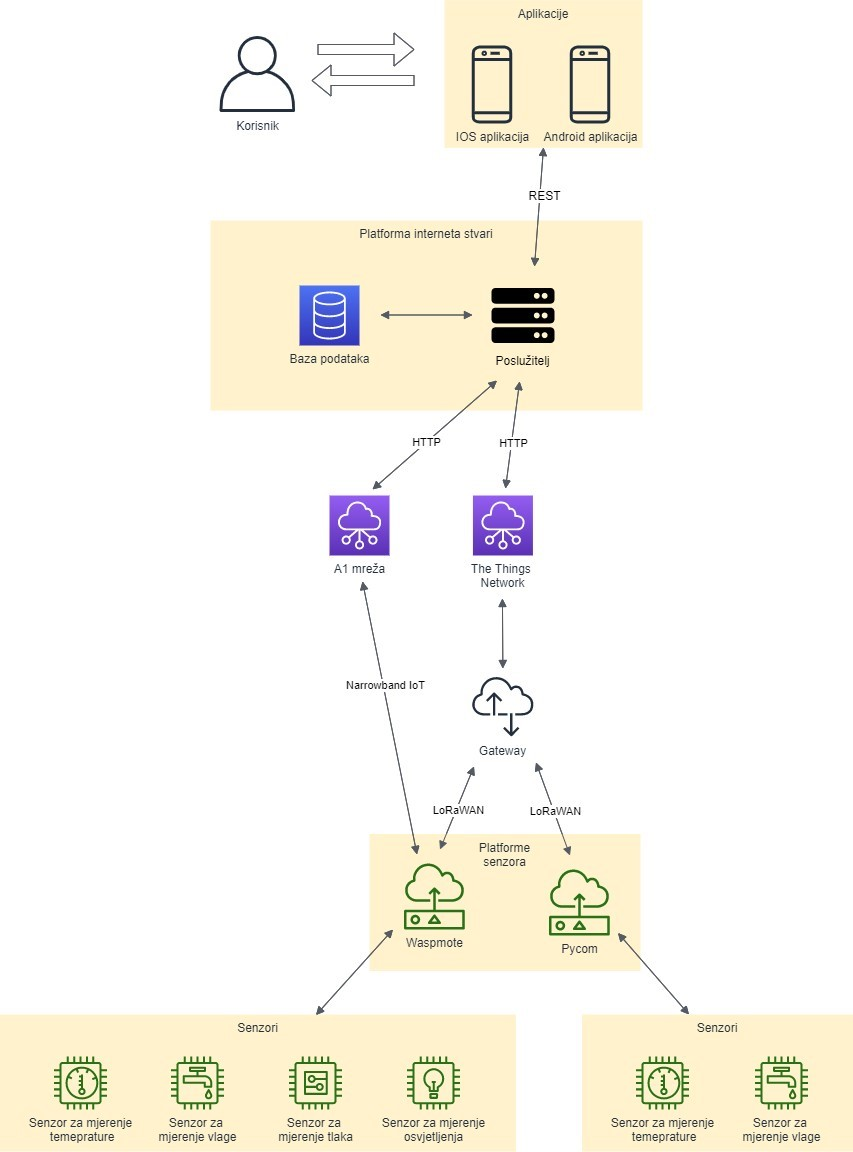 Aplikacije
Korisnik
IOS aplikacija
Android aplikacija
REST
Platforma interneta stvari
Baza podataka
Poslužitelj
HTTP
HTTP
A1 mreža
The Things
Network
Narrowband IoT
Gateway
LoRaWAN
LoRaWAN
Platforme
senzora
Waspmote
Pycom
Senzori
Senzor za mjerenje
temeprature
Senzor za
mjerenje vlage
Senzor za
mjerenje tlaka
Senzor za mjerenje
osvjetljenja
Senzori
Senzor za mjerenje
temeprature
Senzor za
mjerenje vlage